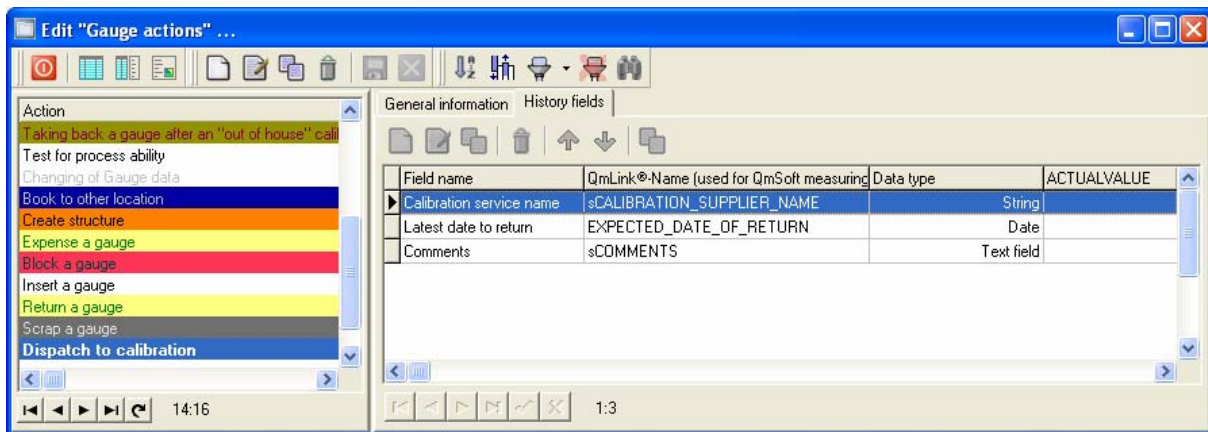 Edit "Gauge actions" ...
Action
Taking back a gauge after an "out of house" cali
Test for process ability
Changing of Gauge data
Book to other location
Create structure
Expense a gauge
Block a gauge
Insert a gauge
Return a gauge
Scrap a gauge
Dispatch to calibration
14:16
General information History fields
Field name QmLink®-Name (used for QmSoft measuring Data type ACTUALVALUE
Calibration service name sCALIBRATION_SUPPLIER_NAME String
Latest date to return EXPECTED_DATE_OF_RETURN Date
Comments sCOMMENTS Text field
1:3